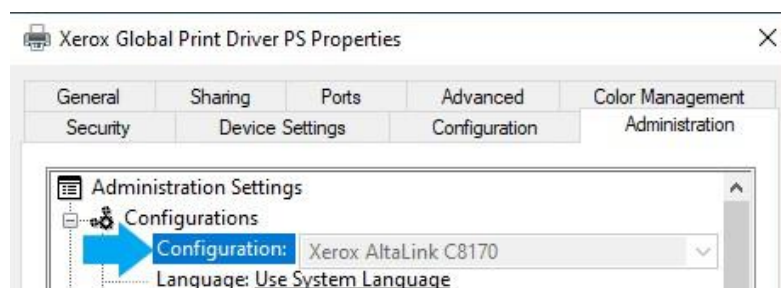 Xerox Global Print Driver PS Properties
General Sharing Ports Advanced Color Management
Security Device Settings Configuration Administration
Administration Settings
Configurations
Configuration: Xerox AltaLink C8170
Language: Use System Language